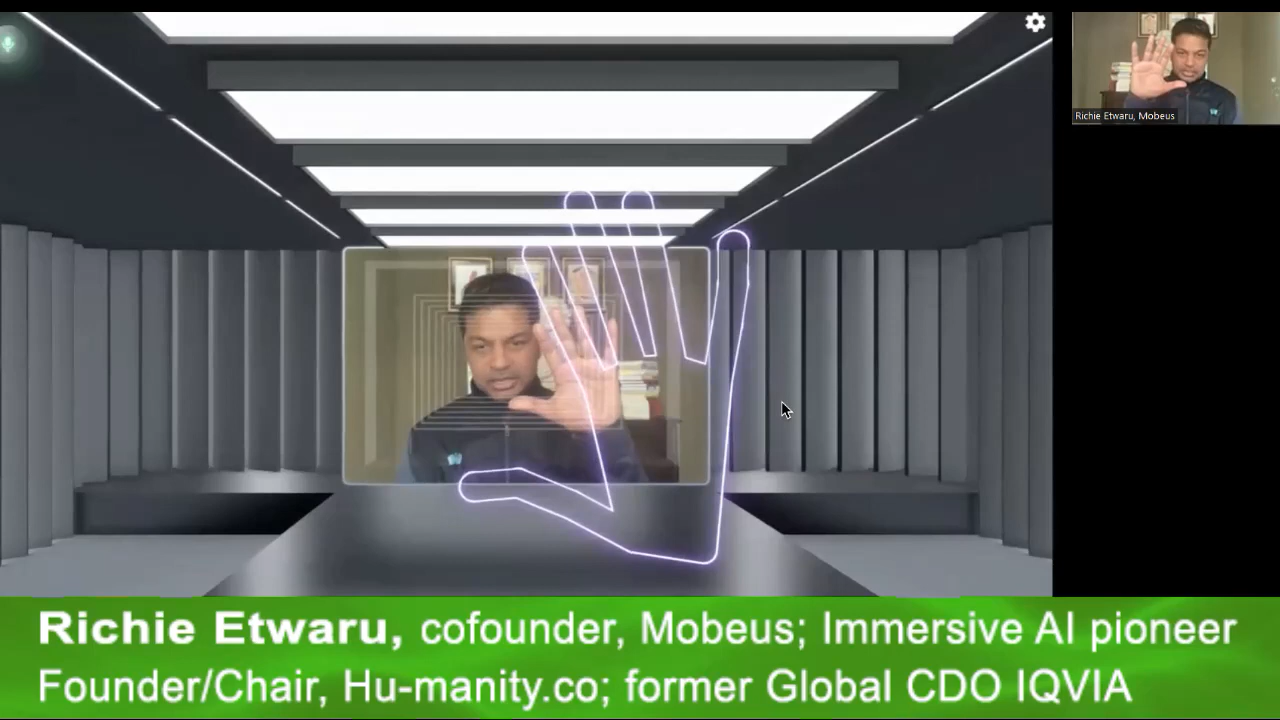 Richie Etwaru, Mobeus
Richie Etwaru, cofounder, Mobeus; Immersive AI pioneer
Founder/Chair, Hu-manity.co; former Global CDO IQVIA